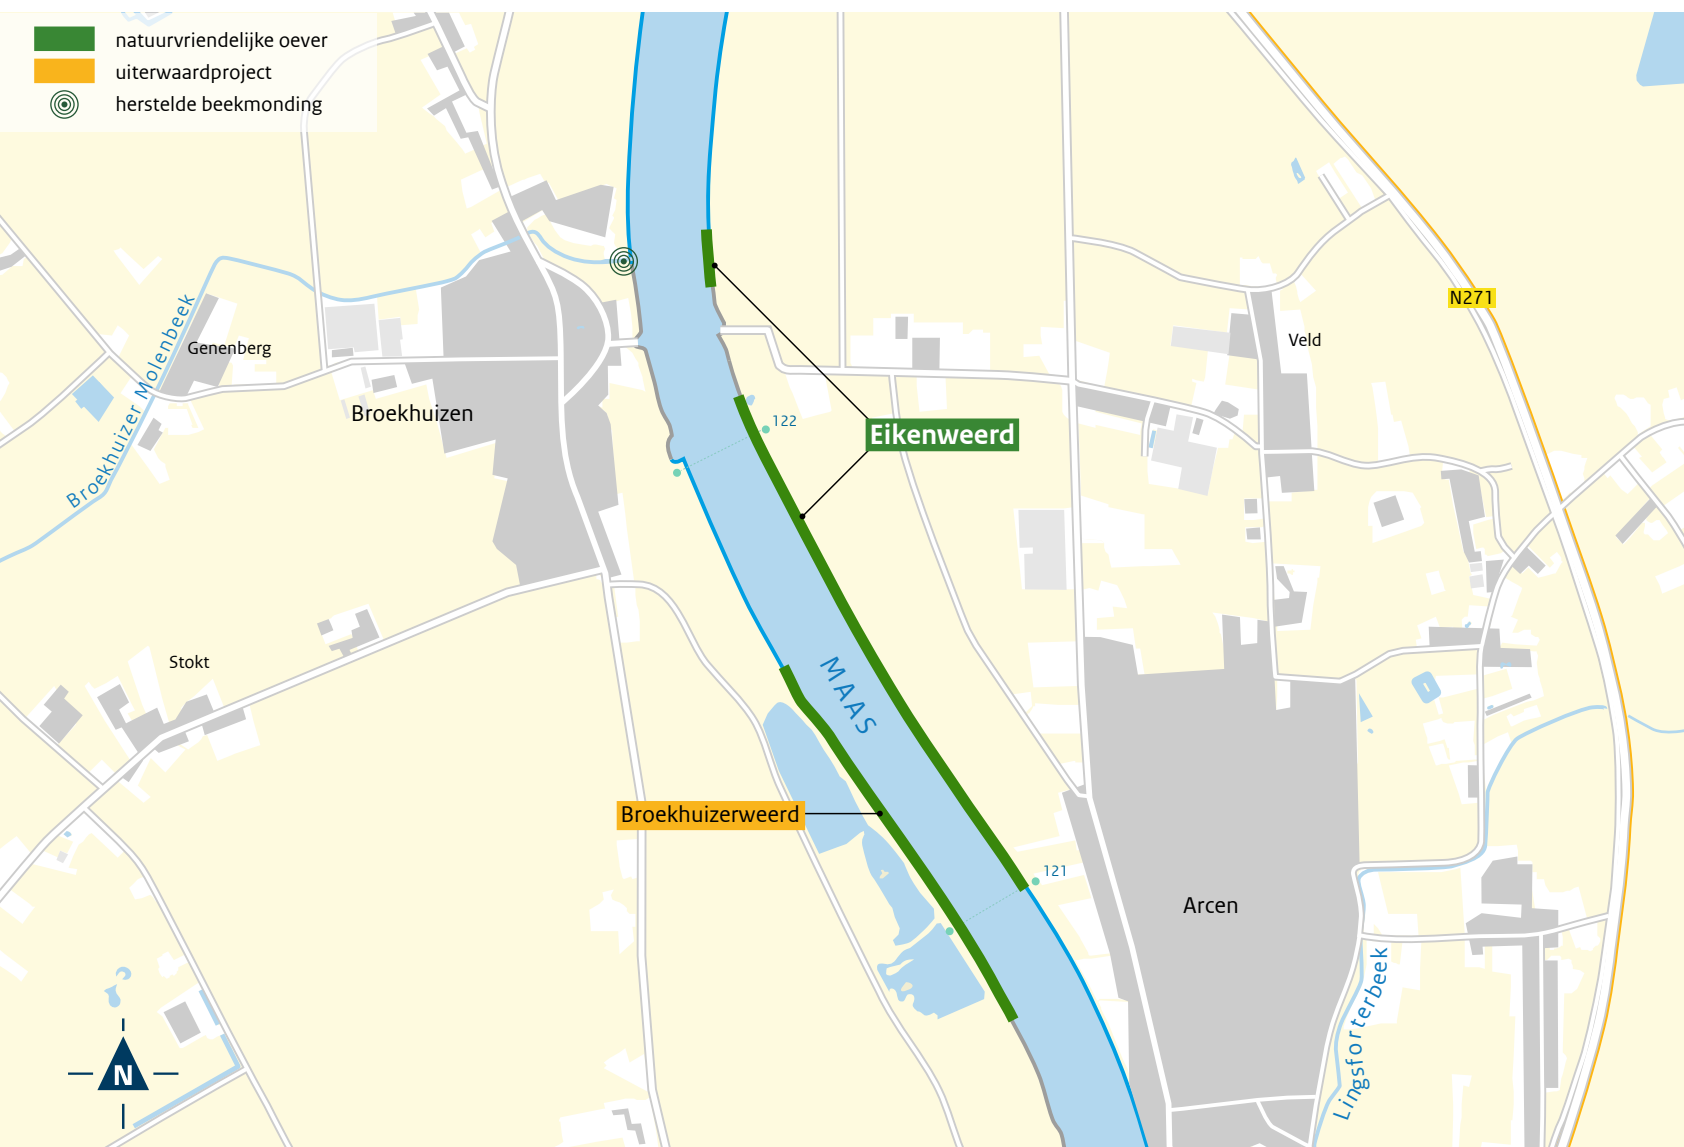 natuurvriendelijke oever
uiterwaardproject
herstelde beekmonding
N271
Veld
Genenberg
Broekhuizer Molenbeek
Broekhuizen
122
Eikenweerd
Stokt
MAAS
Broekhuizerweerd
121
Arcen
Lingsforterbeek
N